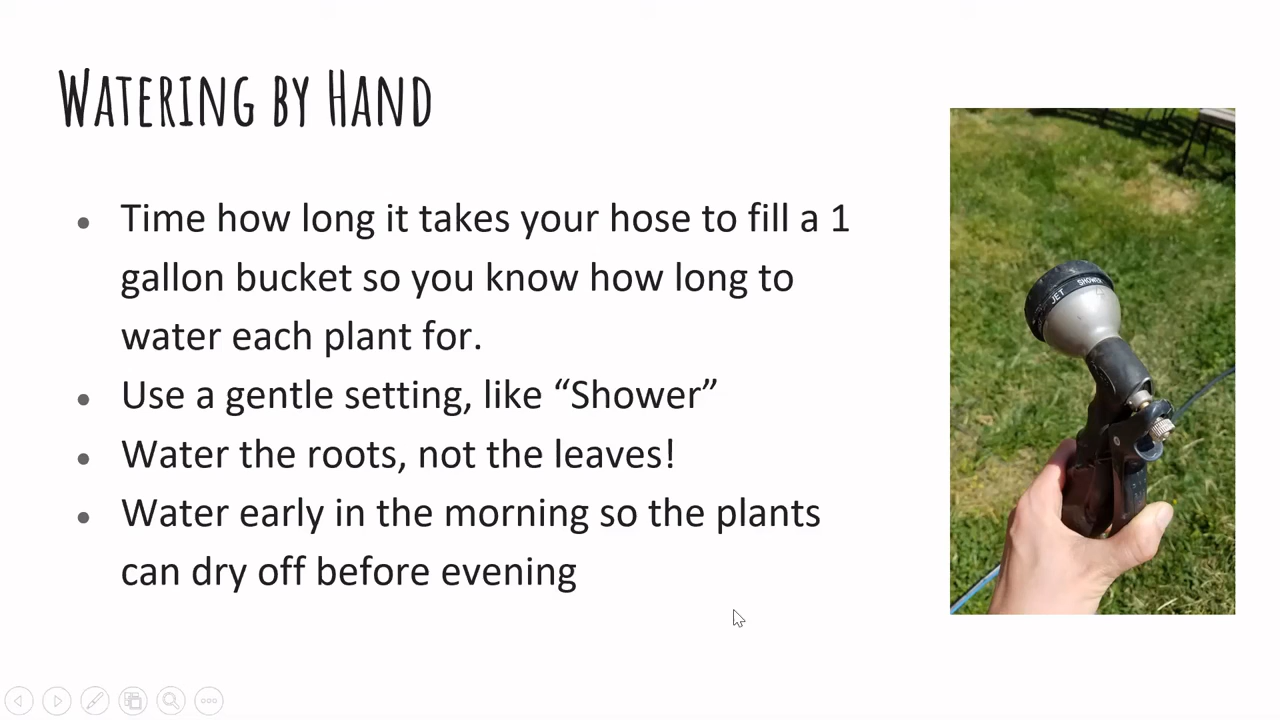 Watering by Hand
Time how long it takes your hose to fill a 1
gallon bucket so you know how long to
water each plant for.
Use a gentle setting, like “Shower”
Water the roots, not the leaves!
Water early in the morning so the plants
can dry off before evening
JET SHOWER